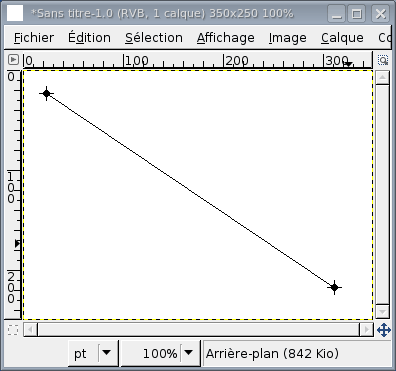 *Sans titre-1.0 (RVB, 1 calque) 350x250 100%
Fichier Édition Sélection Affichage Image Calque Co
0 100 200 300
0
100
200
pt 100% Arrière-plan (842 Kio)